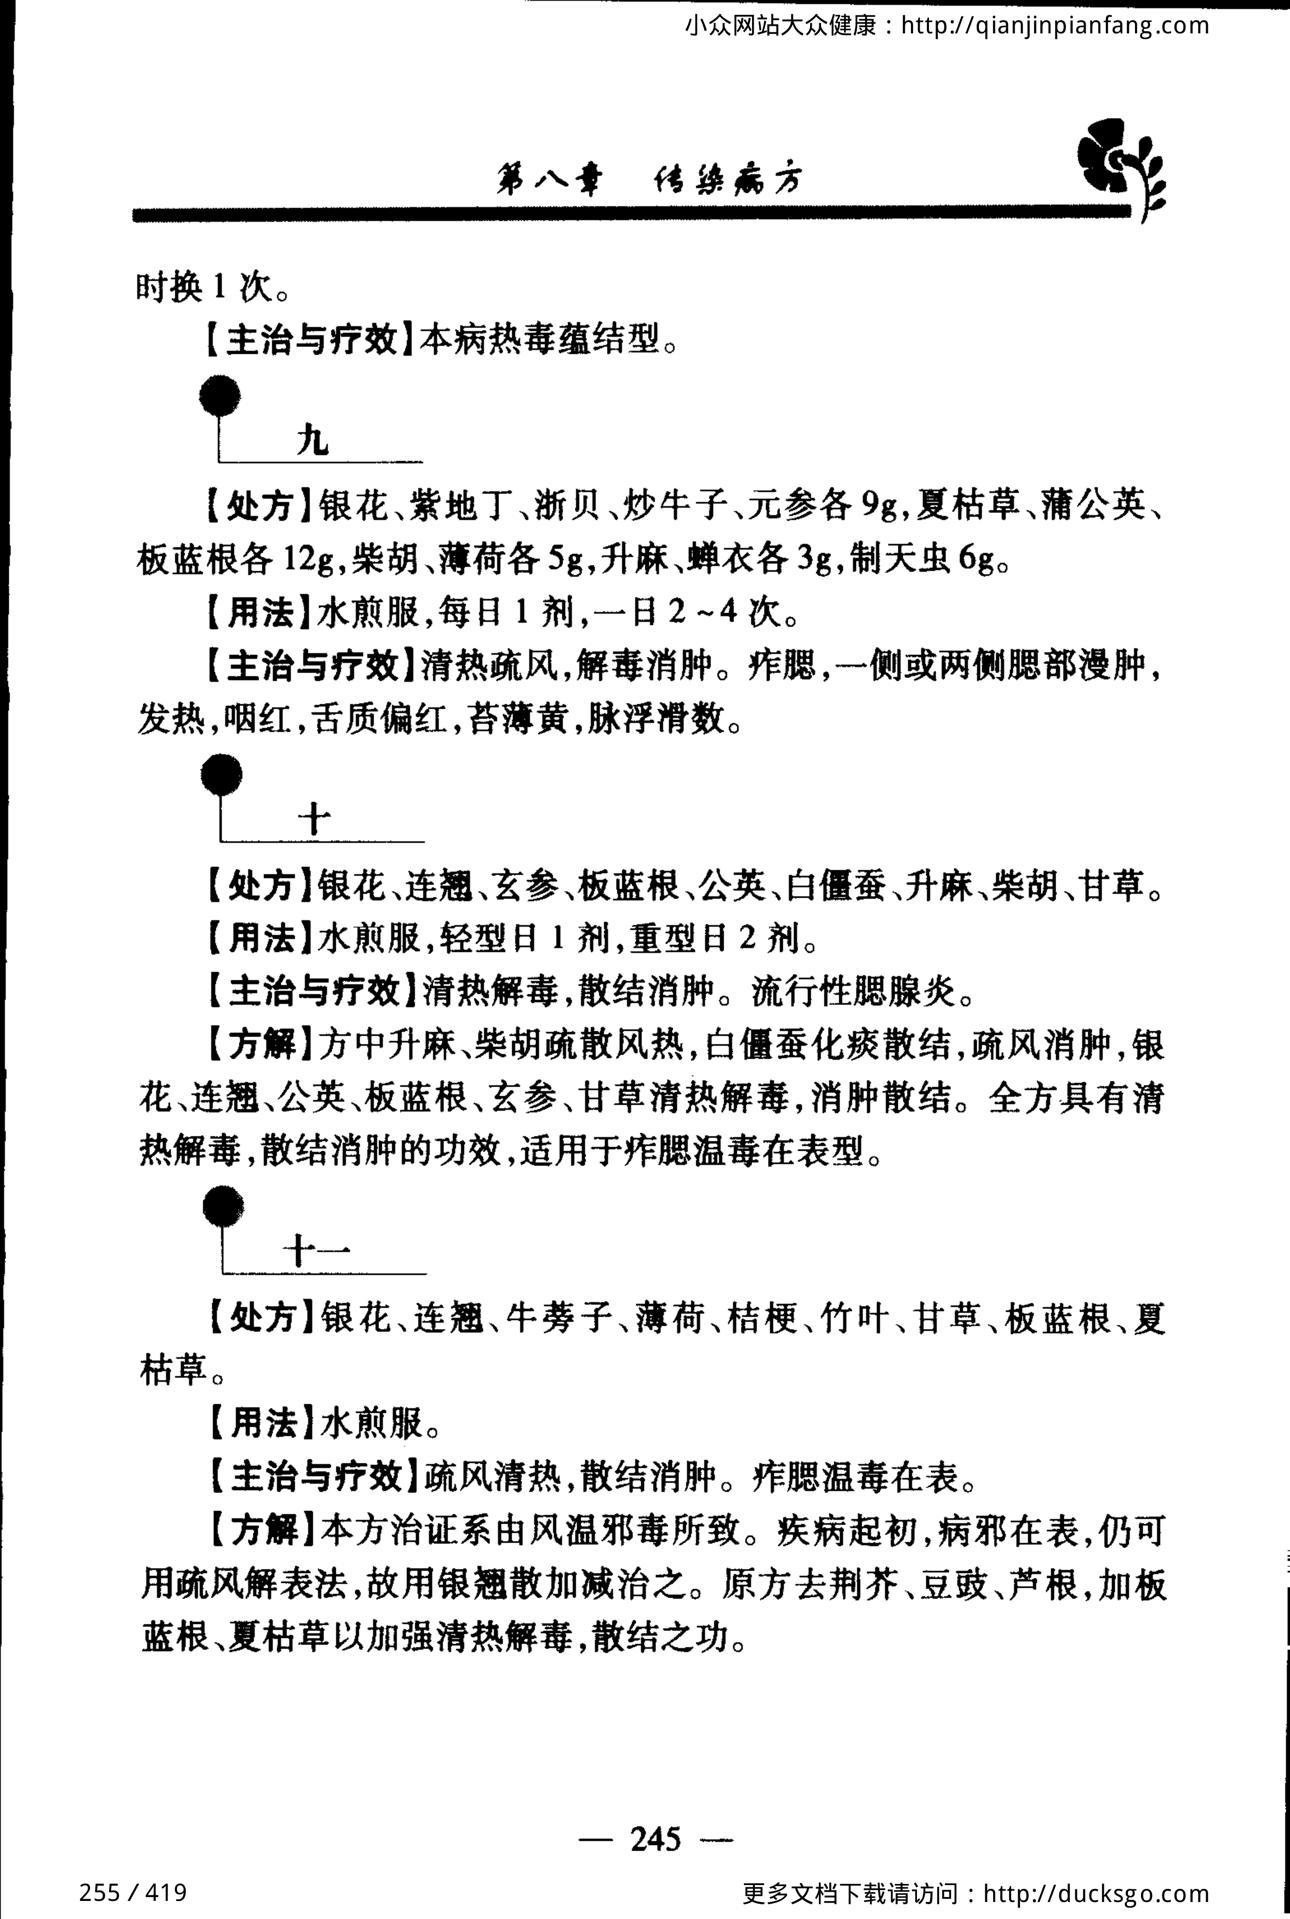 小众网站大众健康：http://qianjinpianfang.com
第八章 传染病方
时换1次。
【主治与疗效】本病热毒蕴结型。
九
【处方】银花、紫地丁、浙贝、炒牛子、元参各9g,夏枯草、蒲公英、
板蓝根各12g,柴胡、薄荷各5g,升麻、蝉衣各3g,制天虫6g。
【用法】水煎服,每日1剂,一日2~4次。
【主治与疗效】清热疏风,解毒消肿。痄腮,一侧或两侧腮部漫肿,
发热,咽红,舌质偏红,苔薄黄,脉浮滑数。
十
【处方】银花、连翘、玄参、板蓝根、公英、白僵蚕、升麻、柴胡、甘草。
【用法】水煎服,轻型日1剂,重型日2剂。
【主治与疗效】清热解毒,散结消肿。流行性腮腺炎。
【方解】方中升麻、柴胡疏散风热,白僵蚕化痰散结,疏风消肿,银
花、连翘、公英、板蓝根、玄参、甘草清热解毒,消肿散结。全方具有清
热解毒,散结消肿的功效,适用于痄腮温毒在表型。
十一
【处方】银花、连翘、牛蒡子、薄荷、桔梗、竹叶、甘草、板蓝根、夏
枯草。
【用法】水煎服。
【主治与疗效】疏风清热,散结消肿。痄腮温毒在表。
【方解】本方治证系由风温邪毒所致。疾病起初,病邪在表,仍可
用疏风解表法,故用银翘散加减治之。原方去荆芥、豆豉、芦根,加板
蓝根、夏枯草以加强清热解毒,散结之功。
— 245 —
255 / 419
更多文档下载请访问：http://ducksgo.com